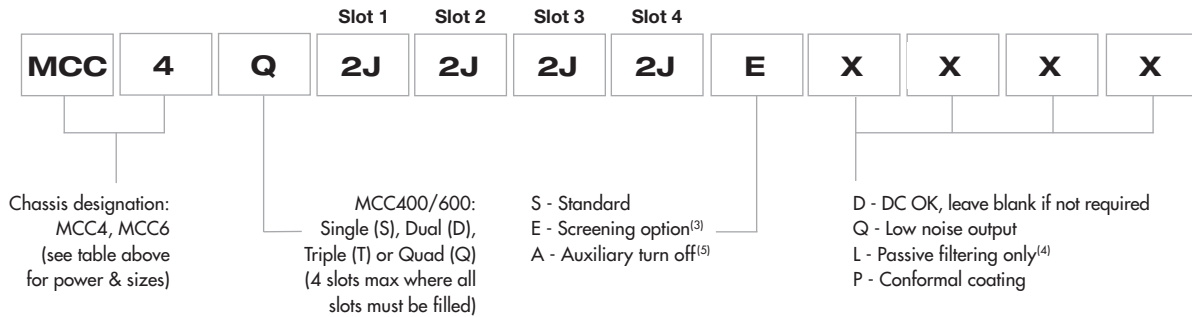 Slot 1 Slot 2 Slot 3 Slot 4
MCC 4 Q 2J 2J 2J 2J E X X X X
Chassis designation:
MCC4, MCC6
(see table above
for power & sizes)
MCC400/600:
Single (S), Dual (D),
Triple (T) or Quad (Q)
(4 slots max where all
slots must be filled)
S - Standard
E - Screening option(3)
A - Auxiliary turn off(5)
D - DC OK, leave blank if not required
Q - Low noise output
L - Passive filtering only(4)
P - Conformal coating